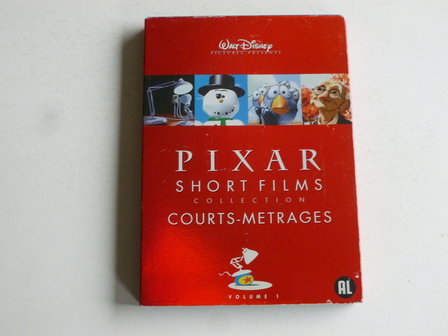 Walt Disney
PICTURES PRESENTS
PIXAR
SHORT FILMS
COLLECTION
COURTS-METRAGES
VOLUME 1
AL